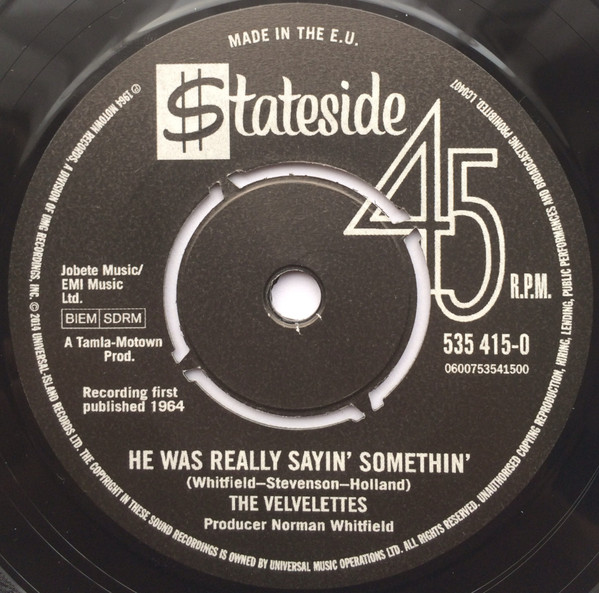 MADE IN THE E.U.
$tateside
45
R.P.M.
Jobete Music/
EMI Music
Ltd.
BIEM SDRM
A Tamla-Motown
Prod.
535 415-0
0600753541500
Recording first
published 1964
HE WAS REALLY SAYIN' SOMETHIN'
(Whitfield—Stevenson—Holland)
THE VELVELETTES
Producer Norman Whitfield
℗ 1964 MOTOWN RECORDS, A DIVISION OF UMG RECORDINGS, INC. © 2014 UNIVERSAL-ISLAND RECORDS LTD. THE COPYRIGHT IN THESE SOUND RECORDINGS IS OWNED BY UNIVERSAL MUSIC OPERATIONS LTD. ALL RIGHTS RESERVED. UNAUTHORISED COPYING REPRODUCTION, HIRING, LENDING, PUBLIC PERFORMANCES AND BROADCASTING PROHIBITED. LC0407